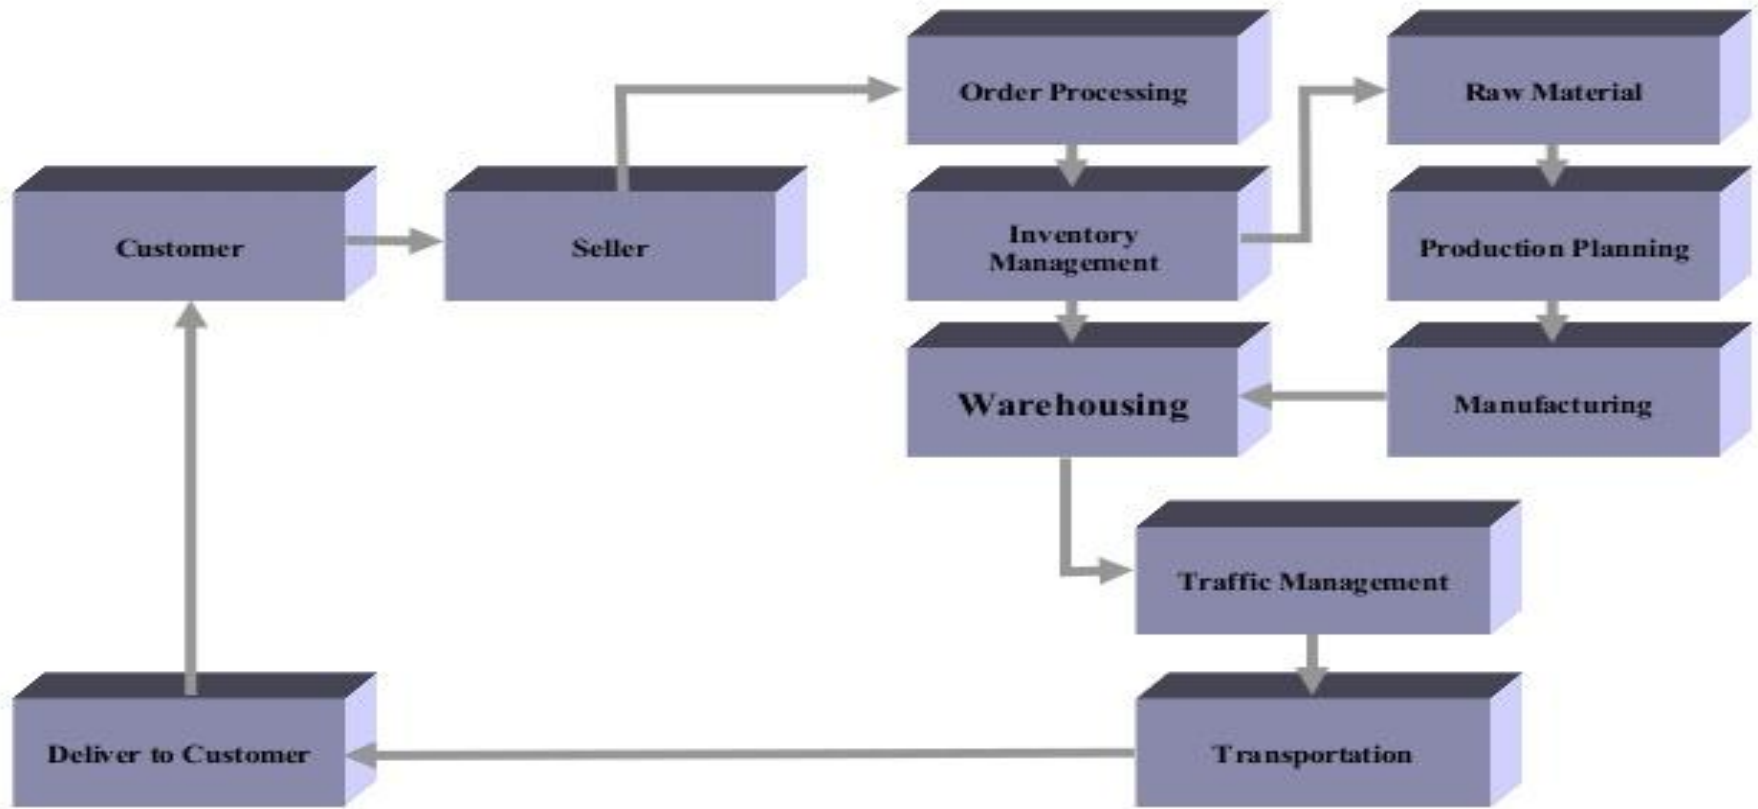 Order Processing
Raw Material
Customer
Seller
Inventory
Management
Production Planning
Warehousing
Manufacturing
Traffic Management
Deliver to Customer
Transportation